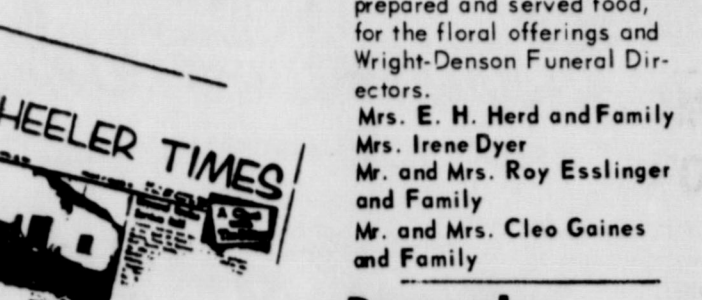 HEELER TIMES
prepared and served food,
for the floral offerings and
Wright-Denson Funeral Dir-
ectors.
Mrs. E. H. Herd and Family
Mrs. Irene Dyer
Mr. and Mrs. Roy Esslinger
and Family
Mr. and Mrs. Cleo Gaines
and Family